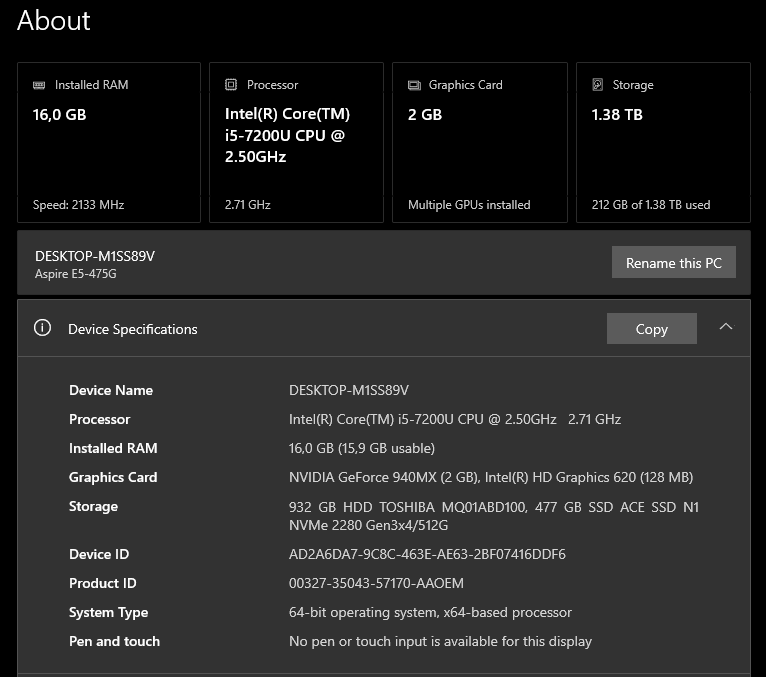 About
Installed RAM
16,0 GB
Speed: 2133 MHz
Processor
Intel(R) Core(TM)
i5-7200U CPU @
2.50GHz
2.71 GHz
Graphics Card
2 GB
Multiple GPUs installed
Storage
1.38 TB
212 GB of 1.38 TB used
DESKTOP-M1SS89V
Aspire E5-475G
Rename this PC
Device Specifications
Copy
Device Name DESKTOP-M1SS89V
Processor Intel(R) Core(TM) i5-7200U CPU @ 2.50GHz 2.71 GHz
Installed RAM 16,0 GB (15,9 GB usable)
Graphics Card NVIDIA GeForce 940MX (2 GB), Intel(R) HD Graphics 620 (128 MB)
Storage 932 GB HDD TOSHIBA MQ01ABD100, 477 GB SSD ACE SSD N1
NVMe 2280 Gen3x4/512G
Device ID AD2A6DA7-9C8C-463E-AE63-2BF07416DDF6
Product ID 00327-35043-57170-AAOEM
System Type 64-bit operating system, x64-based processor
Pen and touch No pen or touch input is available for this display